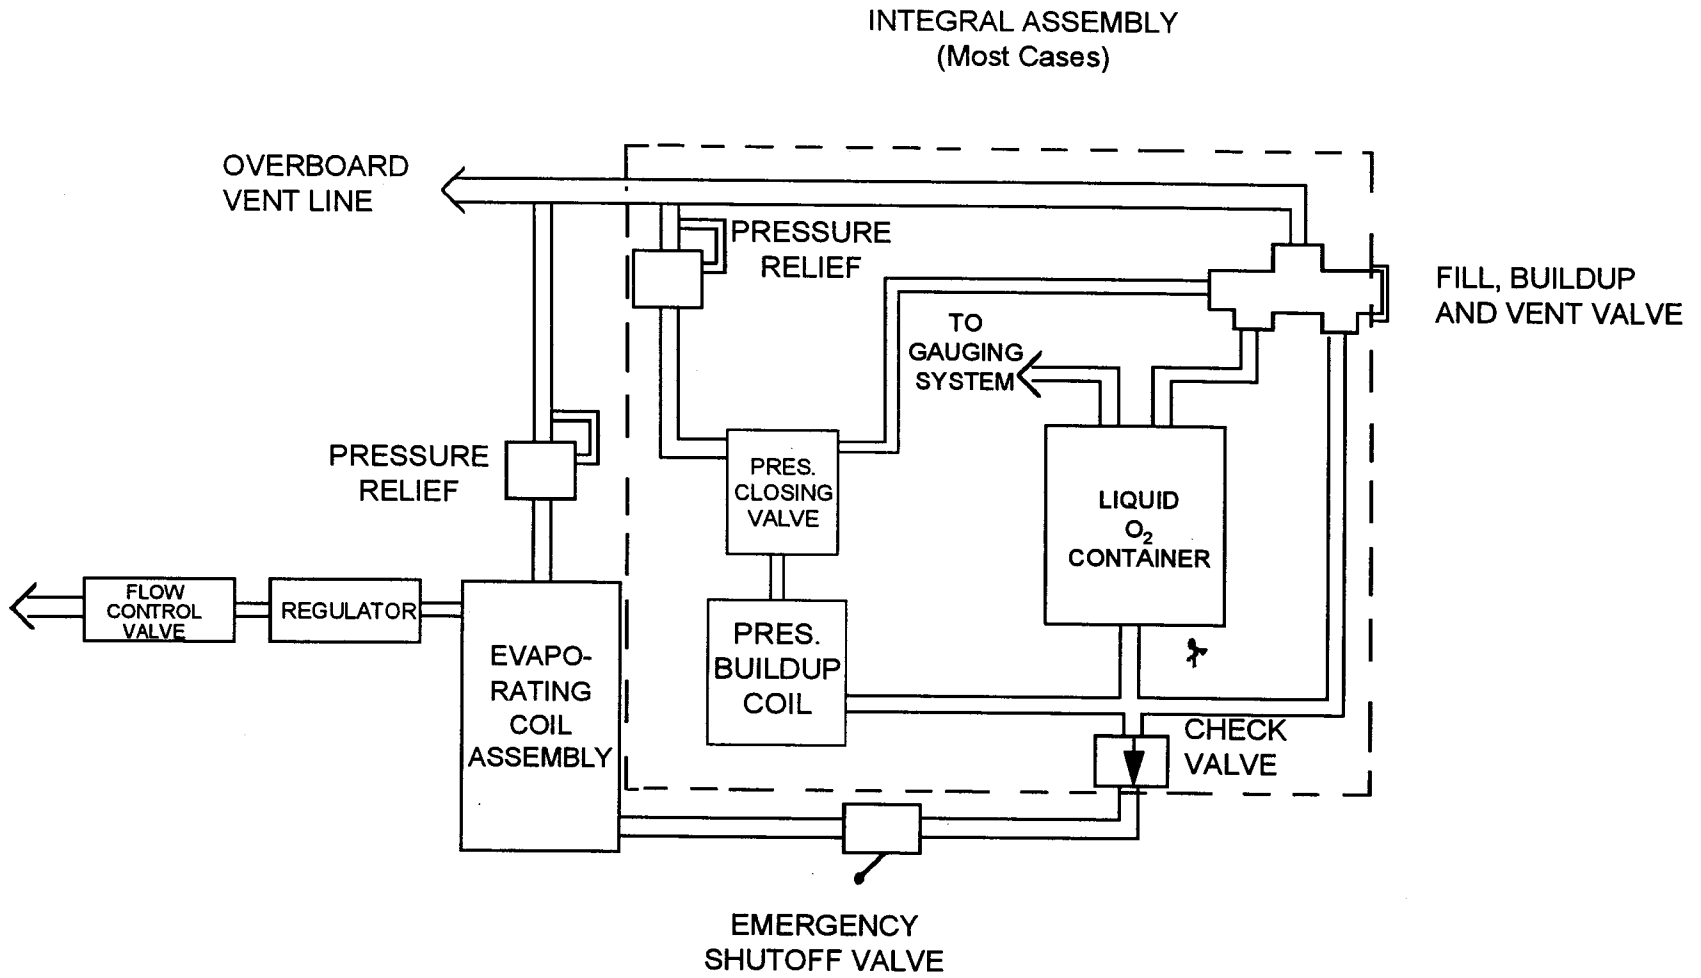 INTEGRAL ASSEMBLY
(Most Cases)
OVERBOARD
VENT LINE
PRESSURE
RELIEF
FILL, BUILDUP
AND VENT VALVE
TO
GAUGING
SYSTEM
PRESSURE
RELIEF
PRES.
CLOSING
VALVE
LIQUID
O₂
CONTAINER
FLOW
CONTROL
VALVE
REGULATOR
EVAPO-
RATING
COIL
ASSEMBLY
PRES.
BUILDUP
COIL
CHECK
VALVE
EMERGENCY
SHUTOFF VALVE